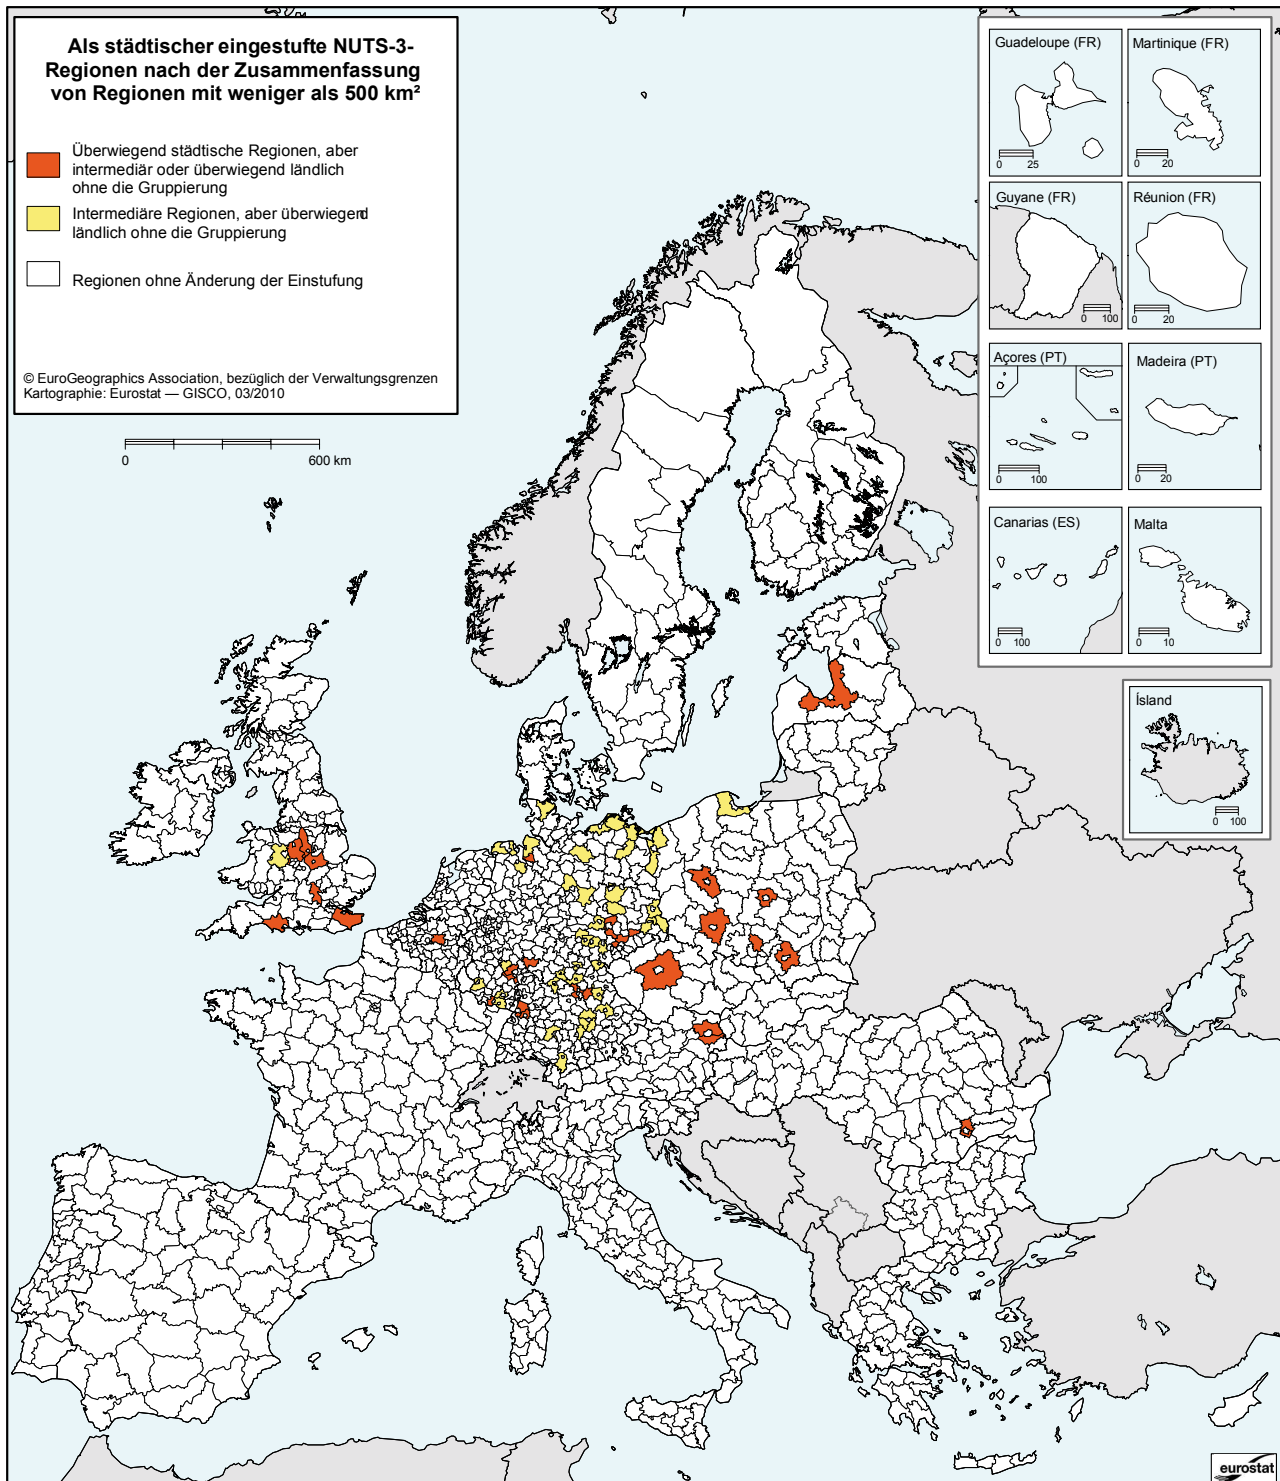 Als städtischer eingestufte NUTS-3-
Regionen nach der Zusammenfassung
von Regionen mit weniger als 500 km²
Überwiegend städtische Regionen, aber
intermediär oder überwiegend ländlich
ohne die Gruppierung
Intermediäre Regionen, aber überwiegend
ländlich ohne die Gruppierung
Regionen ohne Änderung der Einstufung
© EuroGeographics Association, bezüglich der Verwaltungsgrenzen
Kartographie: Eurostat — GISCO, 03/2010
0 600 km
Guadeloupe (FR)
0 25
Martinique (FR)
0 20
Guyane (FR)
0 100
Réunion (FR)
0 20
Açores (PT)
0 100
Madeira (PT)
0 20
Canarias (ES)
0 100
Malta
0 10
Ísland
0 100
eurostat